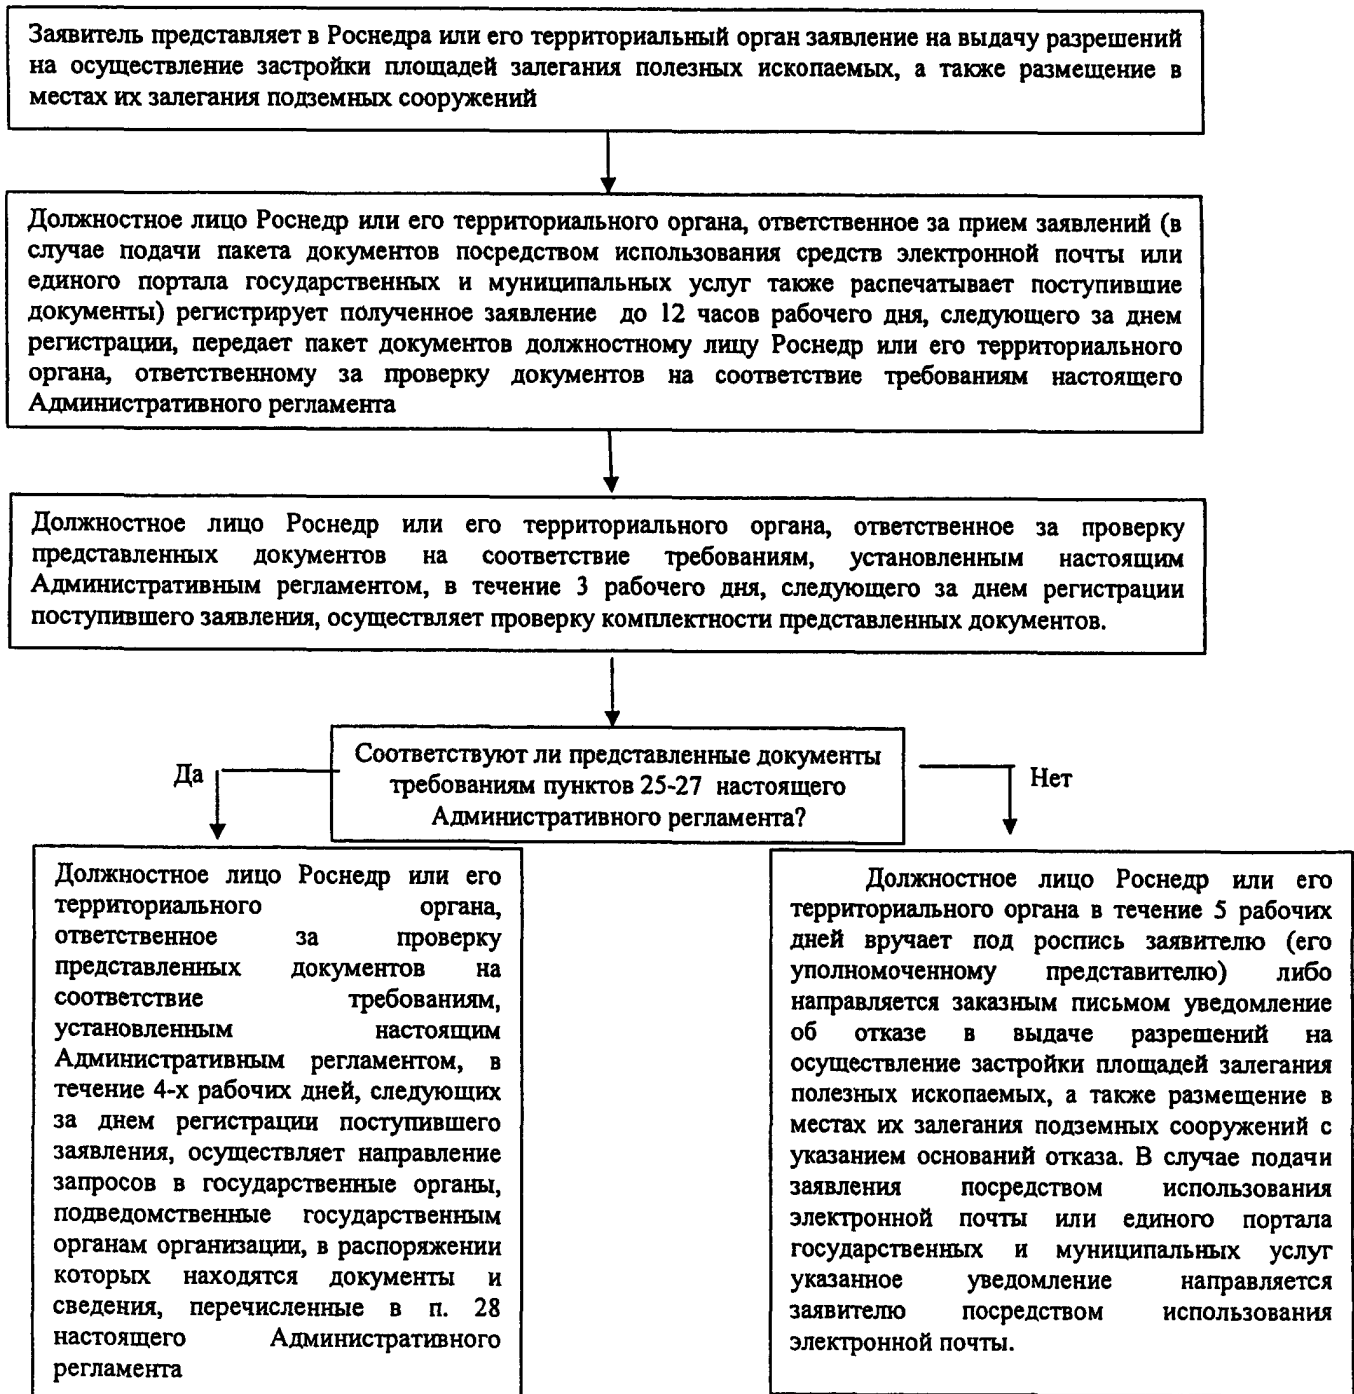 Заявитель представляет в Роснедра или его территориальный орган заявление на выдачу разрешений
на осуществление застройки площадей залегания полезных ископаемых, а также размещение в
местах их залегания подземных сооружений
Должностное лицо Роснедр или его территориального органа, ответственное за прием заявлений (в
случае подачи пакета документов посредством использования средств электронной почты или
единого портала государственных и муниципальных услуг также распечатывает поступившие
документы) регистрирует полученное заявление до 12 часов рабочего дня, следующего за днем
регистрации, передает пакет документов должностному лицу Роснедр или его территориального
органа, ответственному за проверку документов на соответствие требованиям настоящего
Административного регламента
Должностное лицо Роснедр или его территориального органа, ответственное за проверку
представленных документов на соответствие требованиям, установленным настоящим
Административным регламентом, в течение 3 рабочего дня, следующего за днем регистрации
поступившего заявления, осуществляет проверку комплектности представленных документов.
Соответствуют ли представленные документы
требованиям пунктов 25-27 настоящего
Административного регламента?
Да
Нет
Должностное лицо Роснедр или его
территориального органа,
ответственное за проверку
представленных документов на
соответствие требованиям,
установленным настоящим
Административным регламентом, в
течение 4-х рабочих дней, следующих
за днем регистрации поступившего
заявления, осуществляет направление
запросов в государственные органы,
подведомственные государственным
органам организации, в распоряжении
которых находятся документы и
сведения, перечисленные в п. 28
настоящего Административного
регламента
Должностное лицо Роснедр или его
территориального органа в течение 5 рабочих
дней вручает под роспись заявителю (его
уполномоченному представителю) либо
направляется заказным письмом уведомление
об отказе в выдаче разрешений на
осуществление застройки площадей залегания
полезных ископаемых, а также размещение в
местах их залегания подземных сооружений с
указанием оснований отказа. В случае подачи
заявления посредством использования
электронной почты или единого портала
государственных и муниципальных услуг
указанное уведомление направляется
заявителю посредством использования
электронной почты.